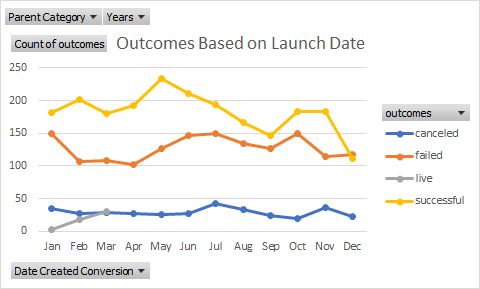 Parent Category Years
Count of outcomes
Outcomes Based on Launch Date
250
200
150
100
50
0
Jan Feb Mar Apr May Jun Jul Aug Sep Oct Nov Dec
outcomes
canceled
failed
live
successful
Date Created Conversion